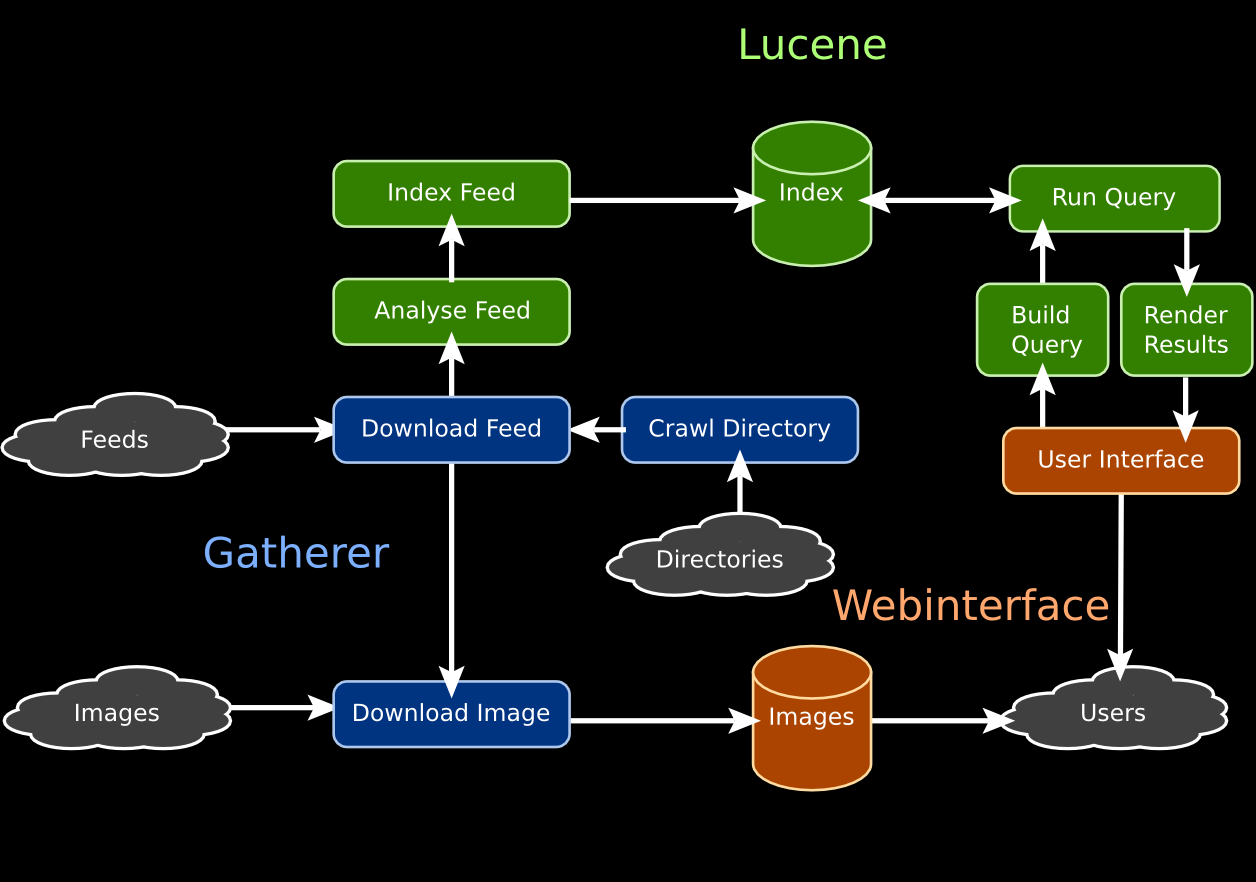 Lucene
Index Feed
Index
Run Query
Analyse Feed
Build
Query
Render
Results
Feeds
Download Feed
Crawl Directory
User Interface
Gatherer
Directories
Webinterface
Images
Download Image
Images
Users